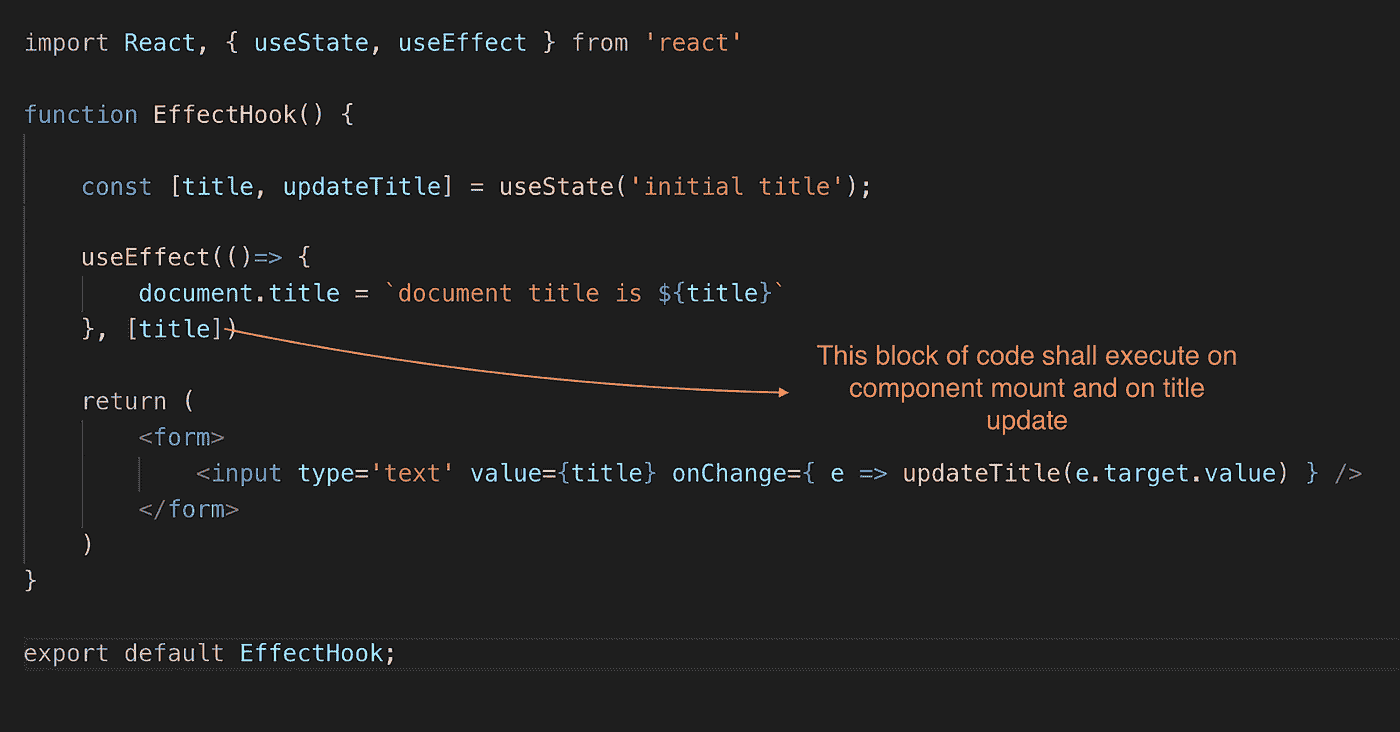 import React, { useState, useEffect } from 'react'
function EffectHook() {
const [title, updateTitle] = useState('initial title');
useEffect(()=> {
document.title = `document title is ${title}`
}, [title])
This block of code shall execute on
component mount and on title
update
return (
<form>
<input type='text' value={title} onChange={ e => updateTitle(e.target.value) } />
</form>
)
}
export default EffectHook;